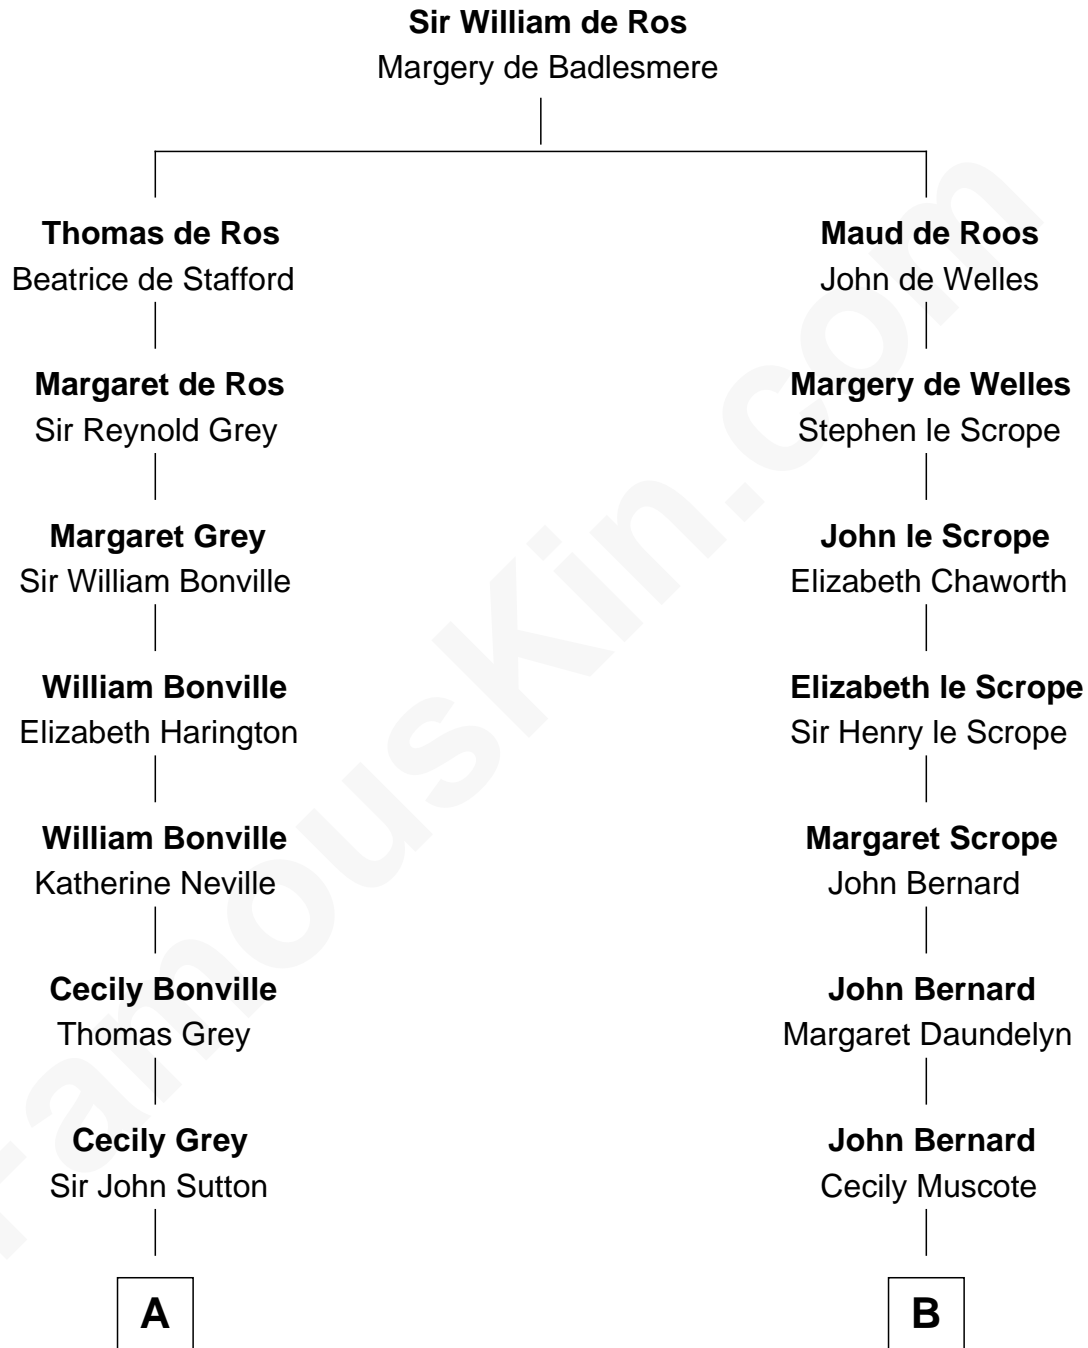 Sir William de Ros
Margery de Badlesmere
Thomas de Ros
Beatrice de Stafford
Margaret de Ros
Sir Reynold Grey
Margaret Grey
Sir William Bonville
William Bonville
Elizabeth Harington
William Bonville
Katherine Neville
Cecily Bonville
Thomas Grey
Cecily Grey
Sir John Sutton
A
Maud de Roos
John de Welles
Margery de Welles
Stephen le Scrope
John le Scrope
Elizabeth Chaworth
Elizabeth le Scrope
Sir Henry le Scrope
Margaret Scrope
John Bernard
John Bernard
Margaret Daundelyn
John Bernard
Cecily Muscote
B
FamousKin.com